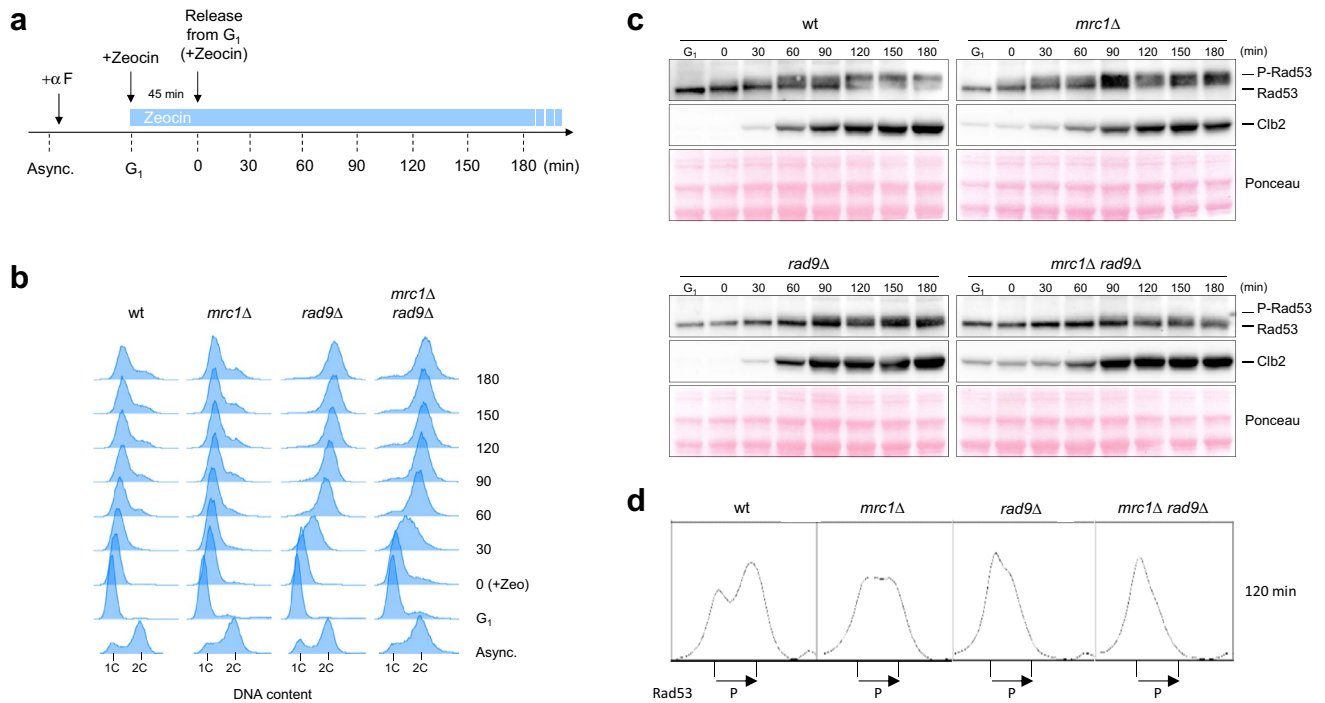 a
Release
from G1
(+Zeocin)
+Zeocin
+α F
45 min
Zeocin
Async. G1 0 30 60 90 120 150 180 (min)
b
wt mrc1Δ rad9Δ mrc1Δ
rad9Δ
180
150
120
90
60
30
0 (+Zeo)
G1
Async.
1C 2C 1C 2C 1C 2C 1C 2C
DNA content
c
wt mrc1Δ
G1 0 30 60 90 120 150 180 G1 0 30 60 90 120 150 180 (min)
P-Rad53
Rad53
Clb2
Ponceau
rad9Δ mrc1Δ rad9Δ
G1 0 30 60 90 120 150 180 G1 0 30 60 90 120 150 180 (min)
P-Rad53
Rad53
Clb2
Ponceau
d
wt mrc1Δ rad9Δ mrc1Δ rad9Δ
120 min
Rad53 P P P P